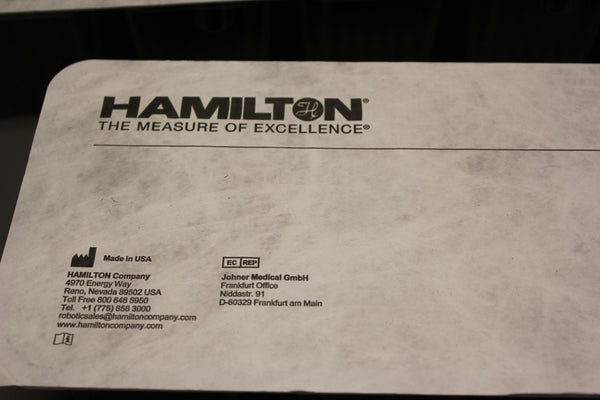 HAMILTON®
THE MEASURE OF EXCELLENCE®
Made in USA
HAMILTON Company
4970 Energy Way
Reno, Nevada 89502 USA
Toll Free 800 648 5950
Tel. +1 (775) 858 3000
roboticsales@hamiltoncompany.com
www.hamiltoncompany.com
EC REP
Johner Medical GmbH
Frankfurt Office
Niddastr. 91
D-60329 Frankfurt am Main